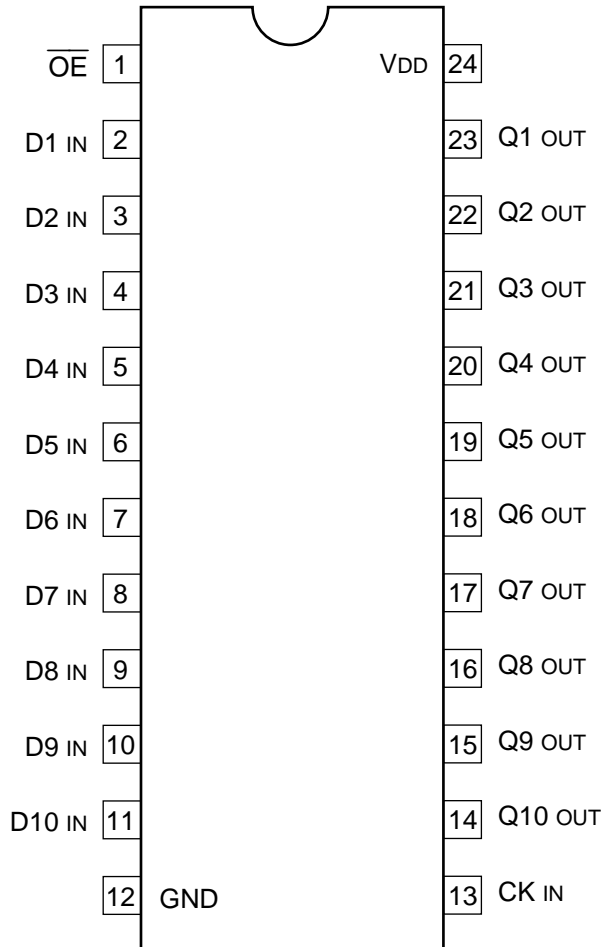 O̅E̅ 1 VDD 24
D1 IN 2 23 Q1 OUT
D2 IN 3 22 Q2 OUT
D3 IN 4 21 Q3 OUT
D4 IN 5 20 Q4 OUT
D5 IN 6 19 Q5 OUT
D6 IN 7 18 Q6 OUT
D7 IN 8 17 Q7 OUT
D8 IN 9 16 Q8 OUT
D9 IN 10 15 Q9 OUT
D10 IN 11 14 Q10 OUT
12 GND 13 CK IN